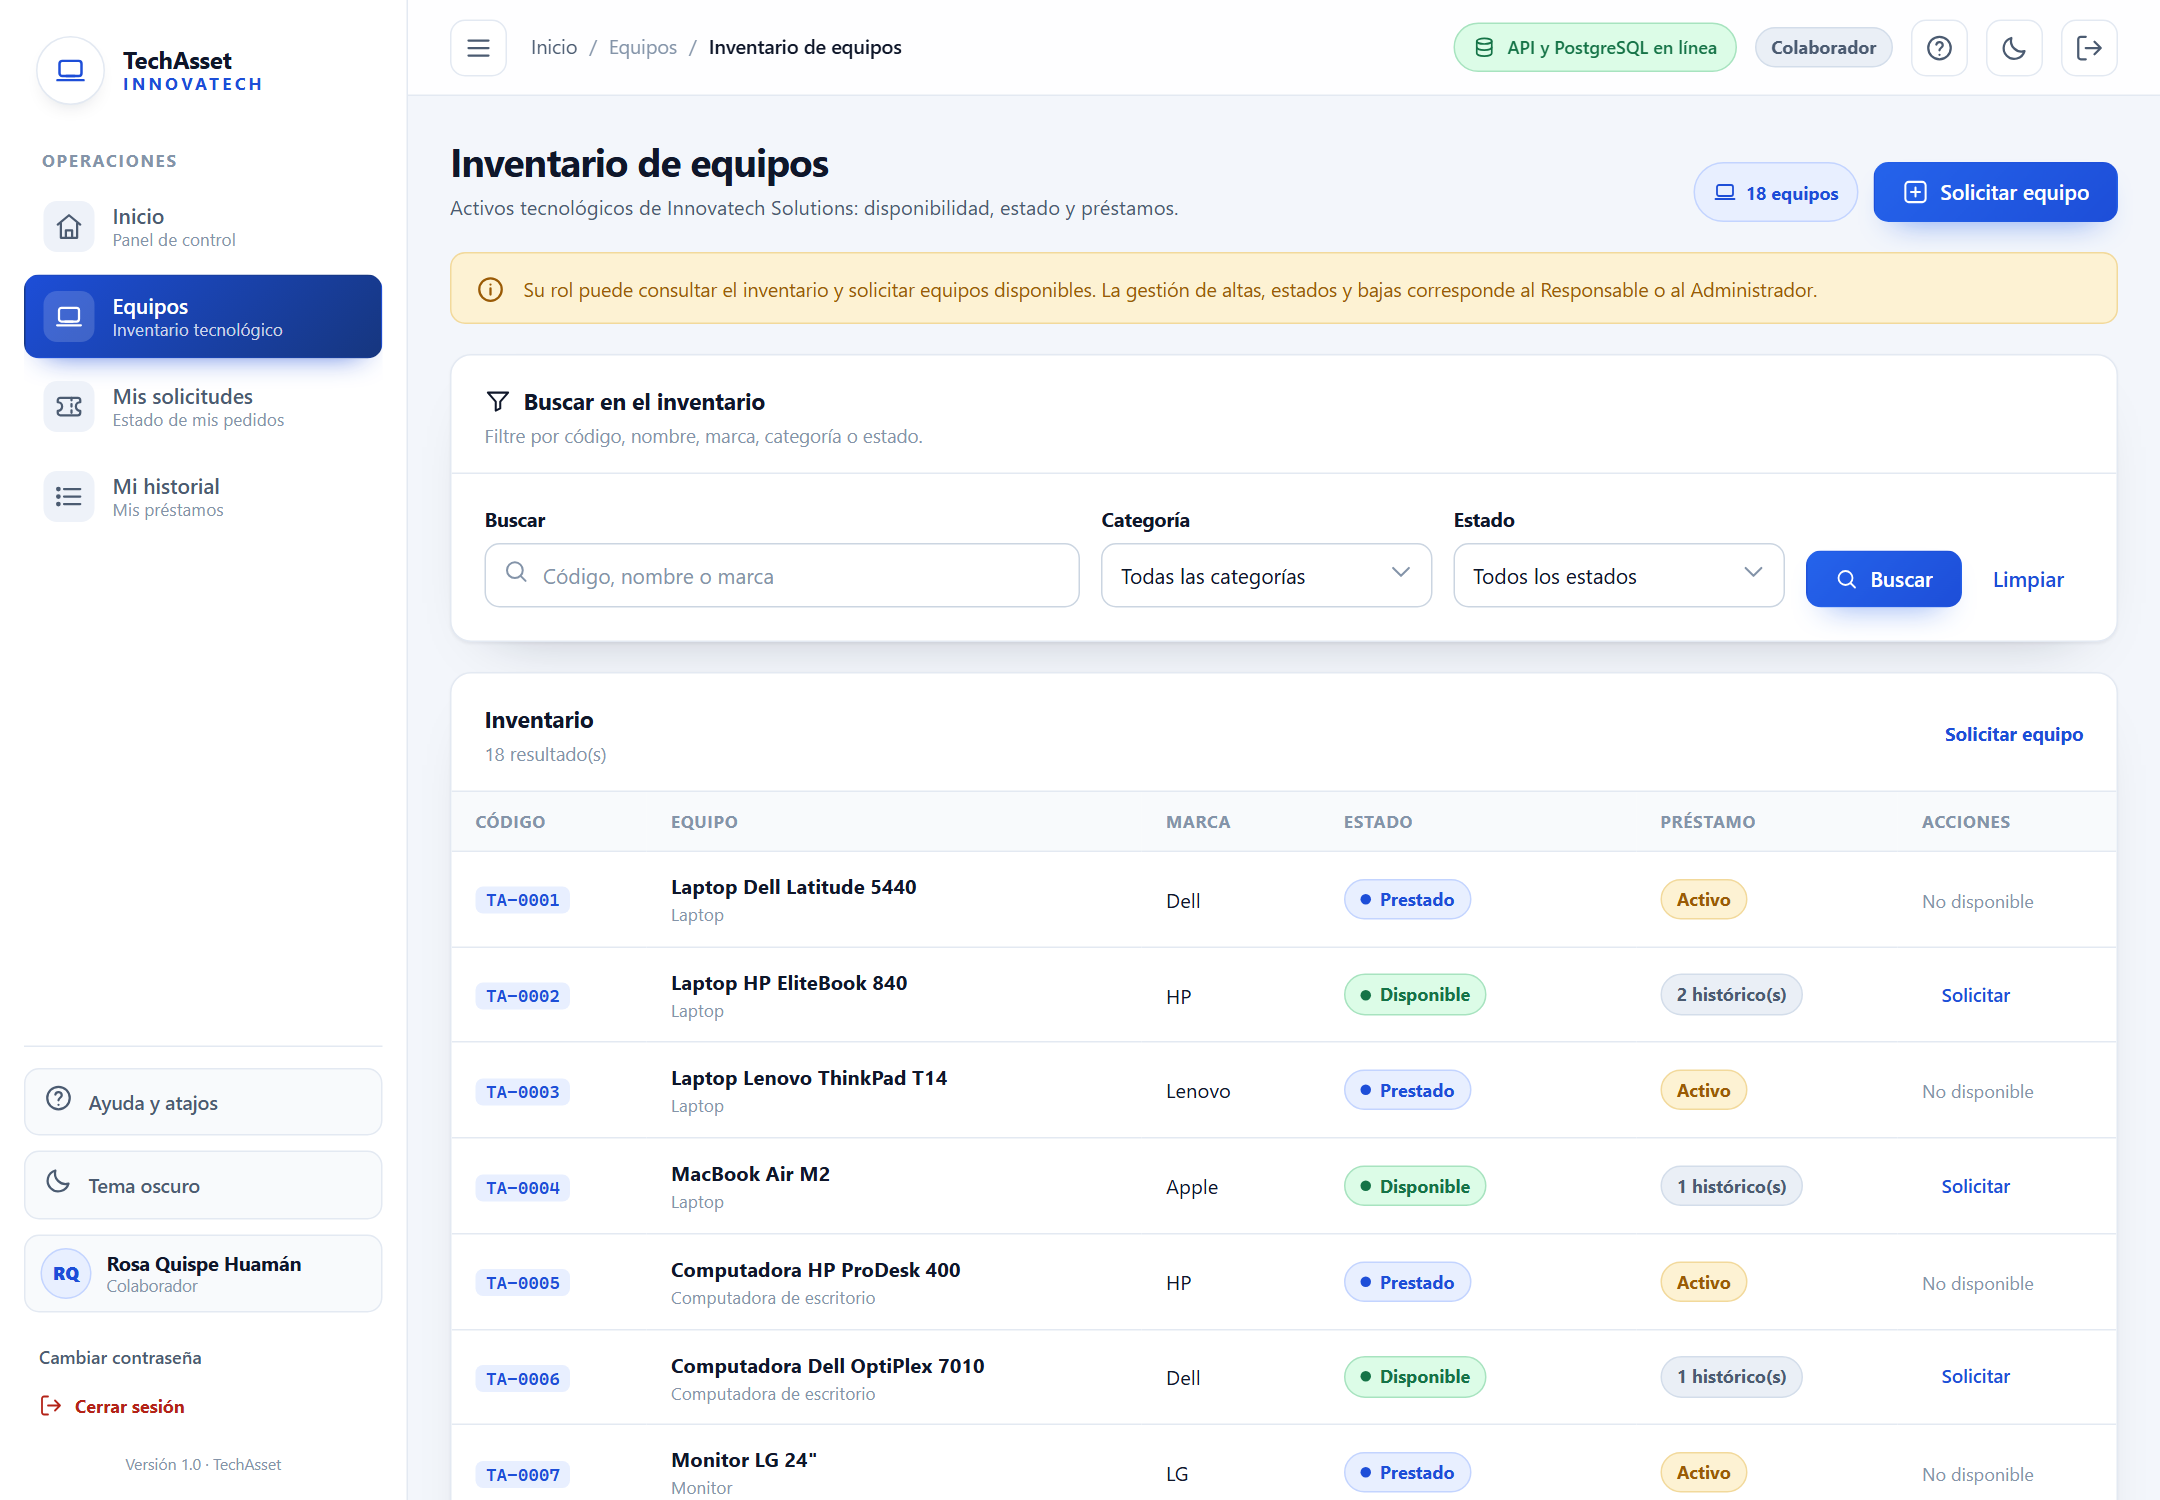 TechAsset
INNOVATECH
OPERACIONES
Inicio
Panel de control
Equipos
Inventario tecnológico
Mis solicitudes
Estado de mis pedidos
Mi historial
Mis préstamos
Ayuda y atajos
Tema oscuro
RQ
Rosa Quispe Huamán
Colaborador
Cambiar contraseña
Cerrar sesión
Versión 1.0 · TechAsset
Inicio / Equipos / Inventario de equipos
API y PostgreSQL en línea
Colaborador
Inventario de equipos
Activos tecnológicos de Innovatech Solutions: disponibilidad, estado y préstamos.
18 equipos
Solicitar equipo
Su rol puede consultar el inventario y solicitar equipos disponibles. La gestión de altas, estados y bajas corresponde al Responsable o al Administrador.
Buscar en el inventario
Filtre por código, nombre, marca, categoría o estado.
Buscar
Código, nombre o marca
Categoría
Todas las categorías
Estado
Todos los estados
Buscar
Limpiar
Inventario
18 resultado(s)
Solicitar equipo
CÓDIGO EQUIPO MARCA ESTADO PRÉSTAMO ACCIONES
TA-0001 Laptop Dell Latitude 5440 Dell Prestado Activo No disponible
Laptop
TA-0002 Laptop HP EliteBook 840 HP Disponible 2 histórico(s) Solicitar
Laptop
TA-0003 Laptop Lenovo ThinkPad T14 Lenovo Prestado Activo No disponible
Laptop
TA-0004 MacBook Air M2 Apple Disponible 1 histórico(s) Solicitar
Laptop
TA-0005 Computadora HP ProDesk 400 HP Prestado Activo No disponible
Computadora de escritorio
TA-0006 Computadora Dell OptiPlex 7010 Dell Disponible 1 histórico(s) Solicitar
Computadora de escritorio
TA-0007 Monitor LG 24" LG Prestado Activo No disponible
Monitor